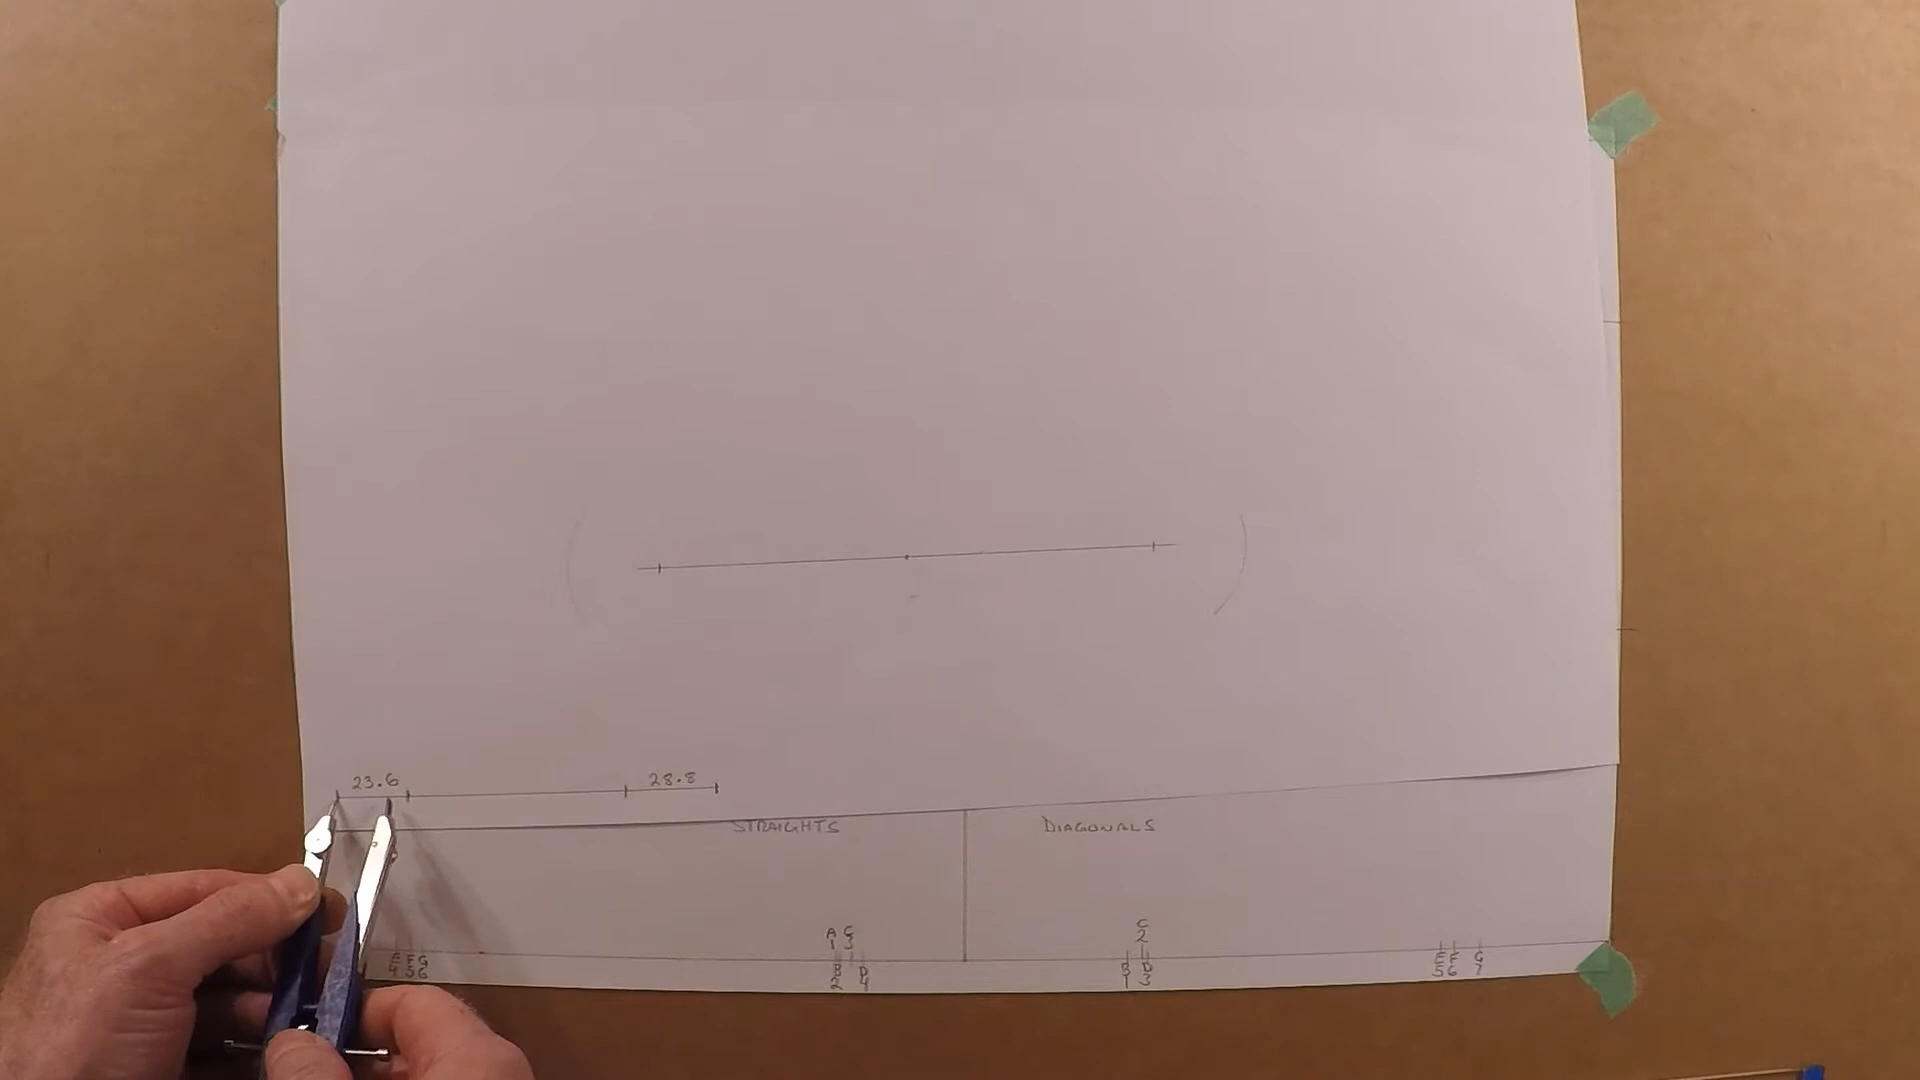 23.6 28.8
STRAIGHTS DIAGONALS
A C C
1 3 2
E F G B D B D E F G
4 5 6 2 4 1 3 5 6 7